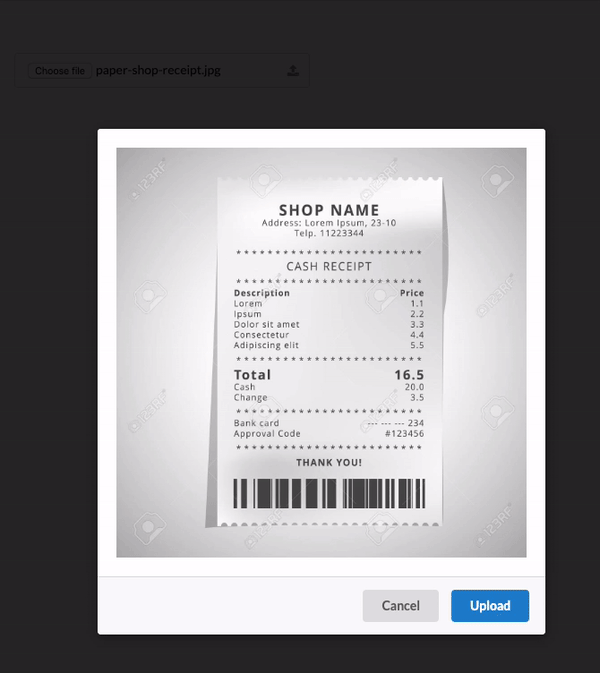 Choose file paper-shop-receipt.jpg
SHOP NAME
Address: Lorem Ipsum, 23-10
Telp. 11223344
* * * * * * * * * * * * * * * * * * * * * * * *
CASH RECEIPT
* * * * * * * * * * * * * * * * * * * * * * * *
Description Price
Lorem 1.1
Ipsum 2.2
Dolor sit amet 3.3
Consectetur 4.4
Adipiscing elit 5.5
* * * * * * * * * * * * * * * * * * * * * * * *
Total 16.5
Cash 20.0
Change 3.5
* * * * * * * * * * * * * * * * * * * * * * * *
Bank card --- --- --- 234
Approval Code #123456
* * * * * * * * * * * * * * * * * * * * * * * *
THANK YOU!
123RF
Cancel Upload